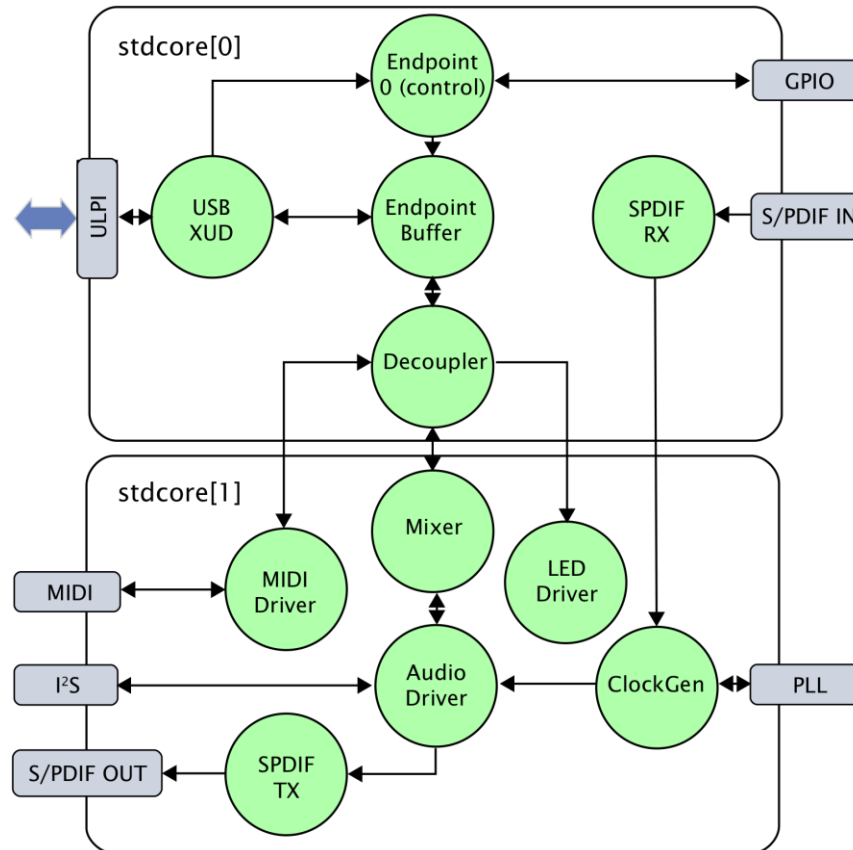 stdcore[0]
Endpoint
0 (control)
GPIO
ULPI
USB
XUD
Endpoint
Buffer
SPDIF
RX
S/PDIF IN
Decoupler
stdcore[1]
Mixer
MIDI
MIDI
Driver
LED
Driver
I²S
Audio
Driver
ClockGen
PLL
S/PDIF OUT
SPDIF
TX